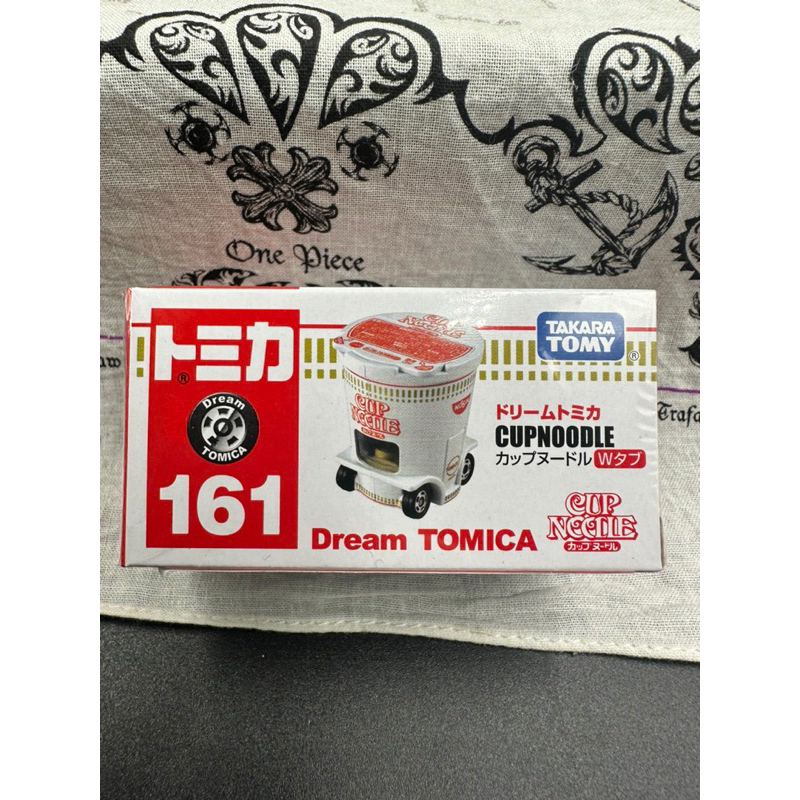 One Piece
トミカ
®
Dream
TOMICA
161
CUP
NOODLE
CUP
NOODLE
TAKARA
TOMY
®
ドリームトミカ
CUPNOODLE
カップヌードル Wタブ
Dream TOMICA
CUP
NOODLE
カップヌードル